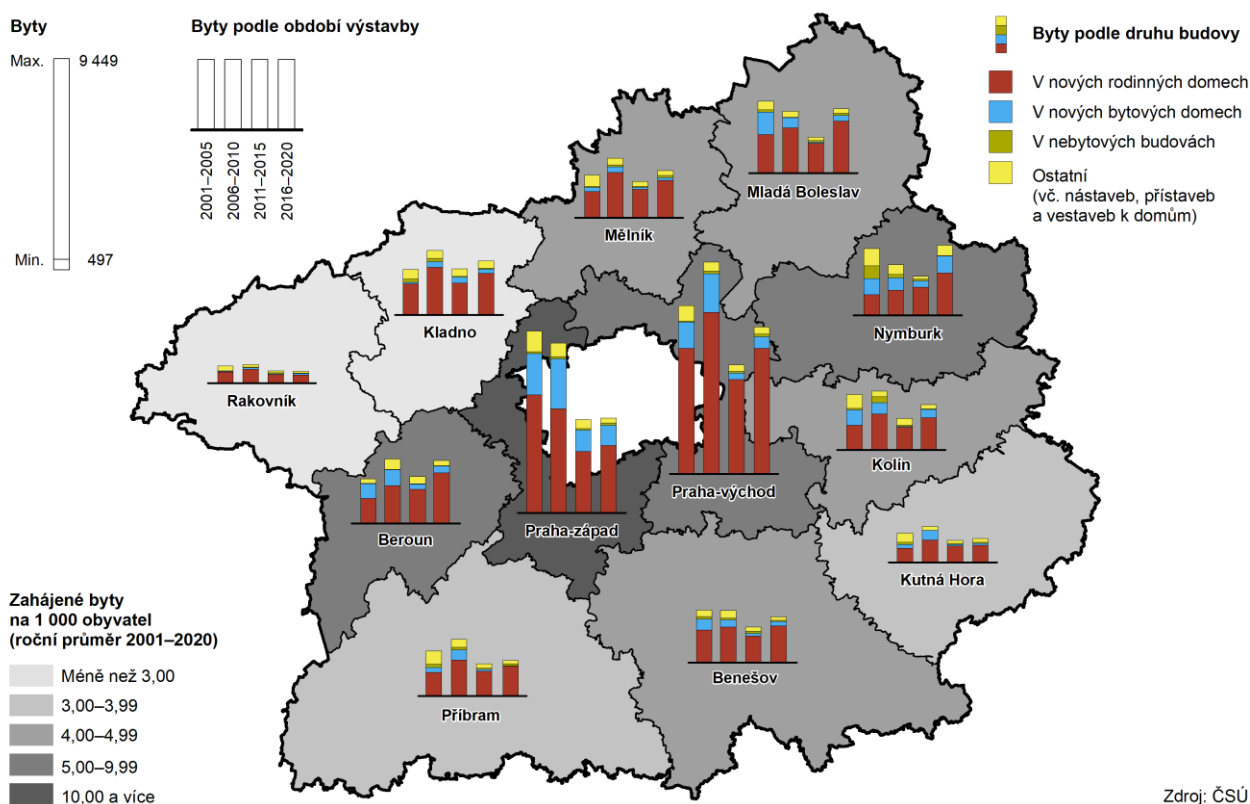 Byty
Max.
9 449
Min.
497
Byty podle období výstavby
2001–2005
2006–2010
2011–2015
2016–2020
Byty podle druhu budovy
V nových rodinných domech
V nových bytových domech
V nebytových budovách
Ostatní
(vč. nástaveb, přístaveb
a vestaveb k domům)
Mladá Boleslav
Mělník
Kladno
Nymburk
Rakovník
Kolín
Praha-východ
Praha-západ
Beroun
Kutná Hora
Benešov
Příbram
Zahájené byty
na 1 000 obyvatel
(roční průměr 2001–2020)
Méně než 3,00
3,00–3,99
4,00–4,99
5,00–9,99
10,00 a více
Zdroj: ČSÚ